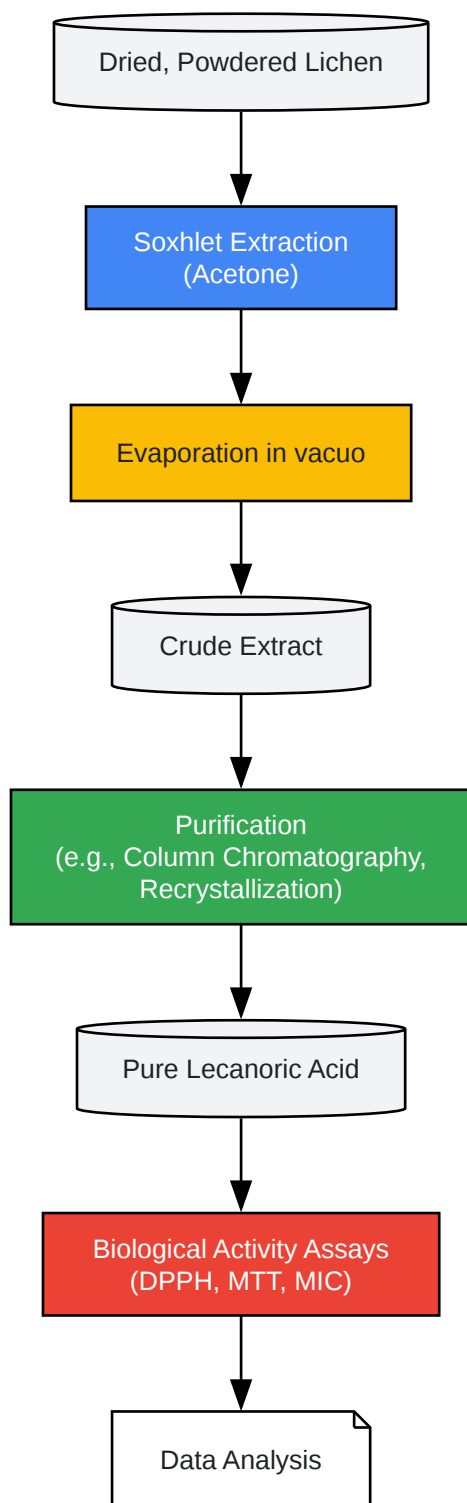 Dried, Powdered Lichen
Soxhlet Extraction
(Acetone)
Evaporation in vacuo
Crude Extract
Purification
(e.g., Column Chromatography,
Recrystallization)
Pure Lecanoric Acid
Biological Activity Assays
(DPPH, MTT, MIC)
Data Analysis